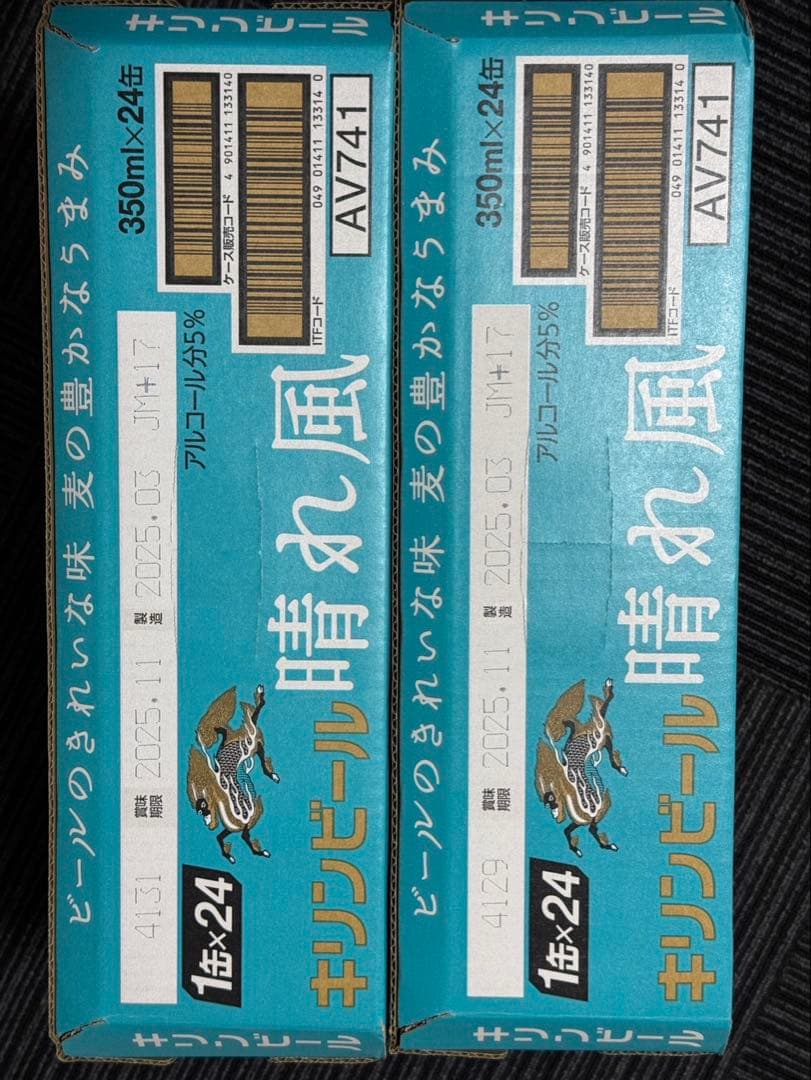 キリンビール
ビールのきれいな味 麦の豊かなうまみ
4131 賞味期限 2025.11 製造 2025.03 JM+17
350ml×24缶
1缶×24
アルコール分5%
ケース販売コード 4 901411 133140
049 01411 13314 0
ITFコード
AV741
キリンビール 晴れ風
キリンビール
キリンビール
ビールのきれいな味 麦の豊かなうまみ
4129 賞味期限 2025.11 製造 2025.03 JM+17
350ml×24缶
1缶×24
アルコール分5%
ケース販売コード 4 901411 133140
049 01411 13314 0
ITFコード
AV741
キリンビール 晴れ風
キリンビール